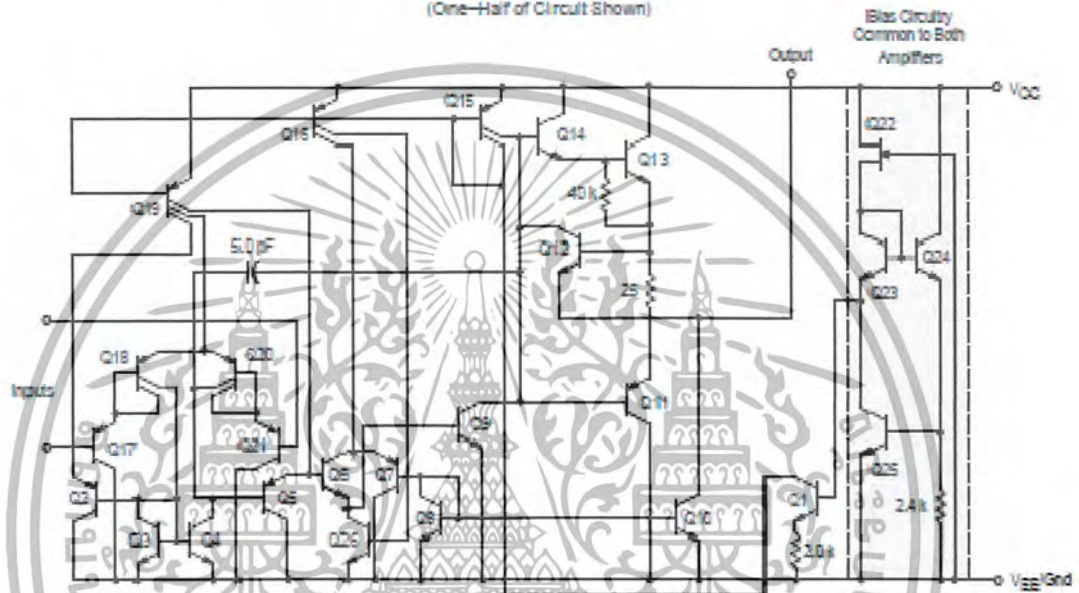 (One-Half of Circuit Shown)
Bias Circuitry
Common to Both
Amplifiers
Output
VCC
Q15
Q22
Q16
Q14
Q13
40 k
Q19
5.0 pF
Q12
Q24
Q23
25
Q18
Q20
Inputs
Q11
Q9
Q17
Q21
Q25
Q6
Q7
Q2
Q5
Q1
2.4 k
Q8
Q10
Q3
Q4
Q26
2.0 k
VEE/Gnd